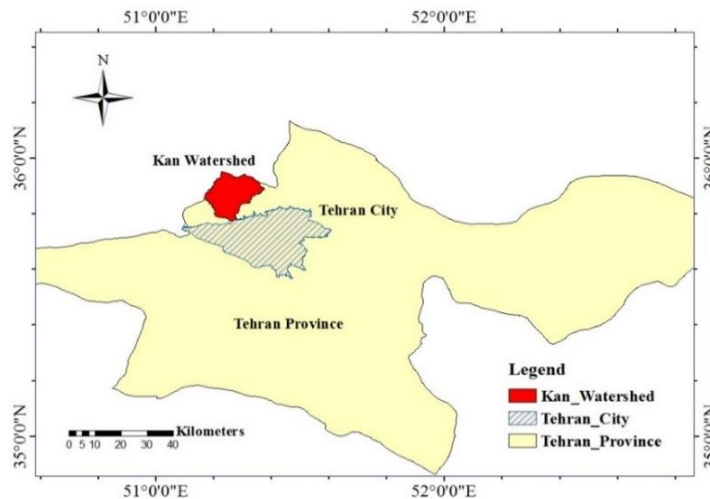 51°0'0"E 52°0'0"E
N
36°0'0"N 36°0'0"N
Kan Watershed
Tehran City
Tehran Province
Legend
Kan_Watershed
Tehran_City
Tehran_Province
Kilometers
0 5 10 20 30 40
35°0'0"N 35°0'0"N
51°0'0"E 52°0'0"E